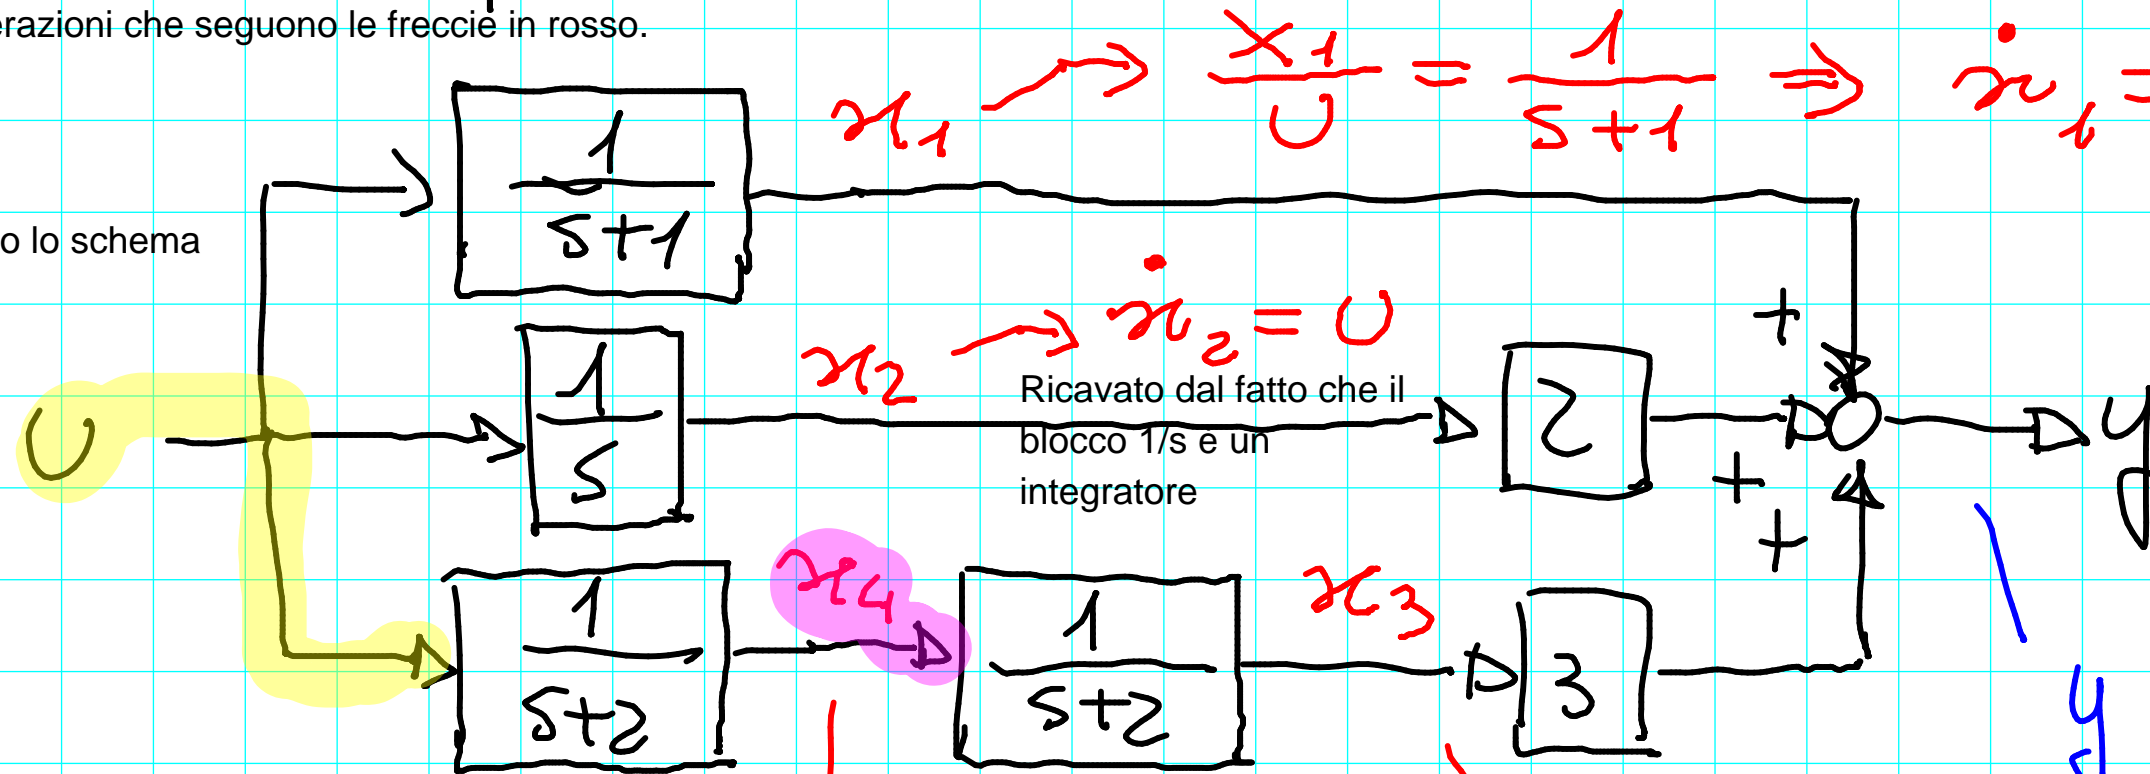 erazioni che seguono le freccie in rosso.
x₁ → X₁/U = 1/(s+1) ⇒ ẋ₁ =
1/(s+1)
o lo schema
x₂ → ẋ₂ = U
+
Ricavato dal fatto che il
blocco 1/s è un
integratore
U
1/s
2
y
+
+
x₄
x₃
1/(s+2)
1/(s+2)
3
y